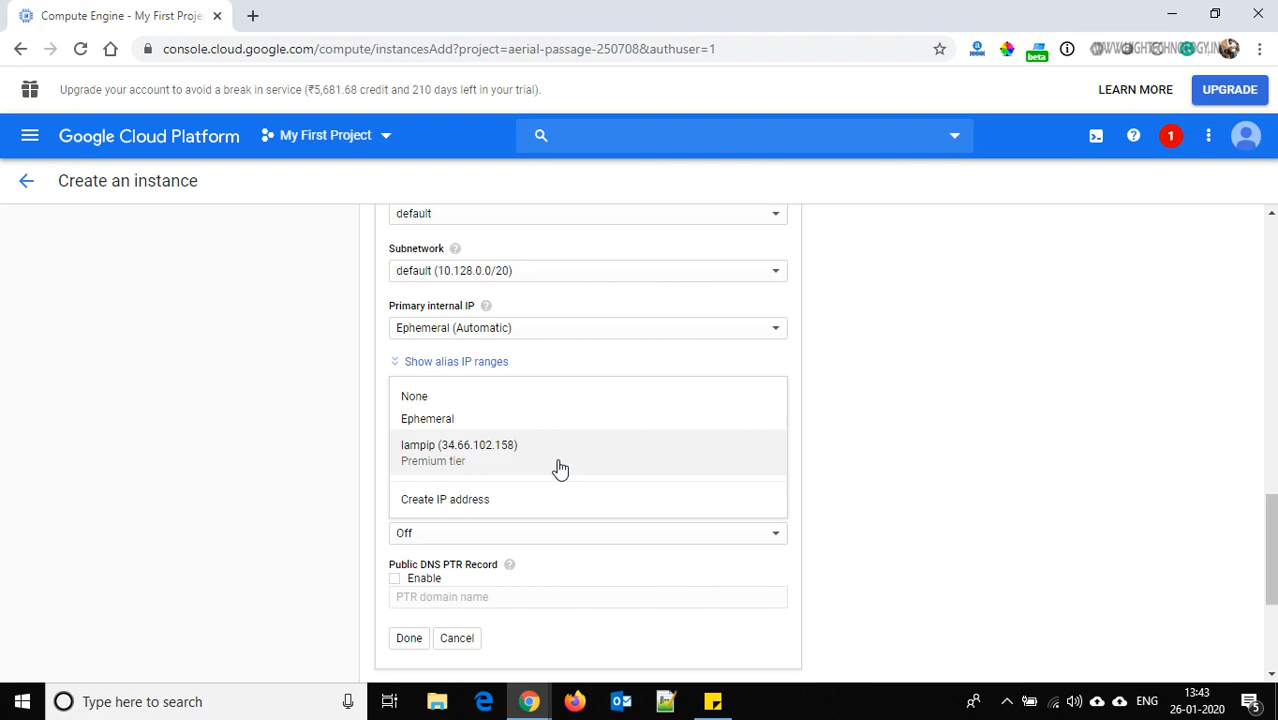 Compute Engine - My First Proje
console.cloud.google.com/compute/instancesAdd?project=aerial-passage-250708&authuser=1
beta
Upgrade your account to avoid a break in service (₹5,681.68 credit and 210 days left in your trial).
LEARN MORE
UPGRADE
Google Cloud Platform
My First Project
1
Create an instance
default
Subnetwork
default (10.128.0.0/20)
Primary internal IP
Ephemeral (Automatic)
Show alias IP ranges
None
Ephemeral
lampip (34.66.102.158)
Premium tier
Create IP address
Off
Public DNS PTR Record
Enable
PTR domain name
Done
Cancel
Type here to search
ENG
13:43
26-01-2020
5